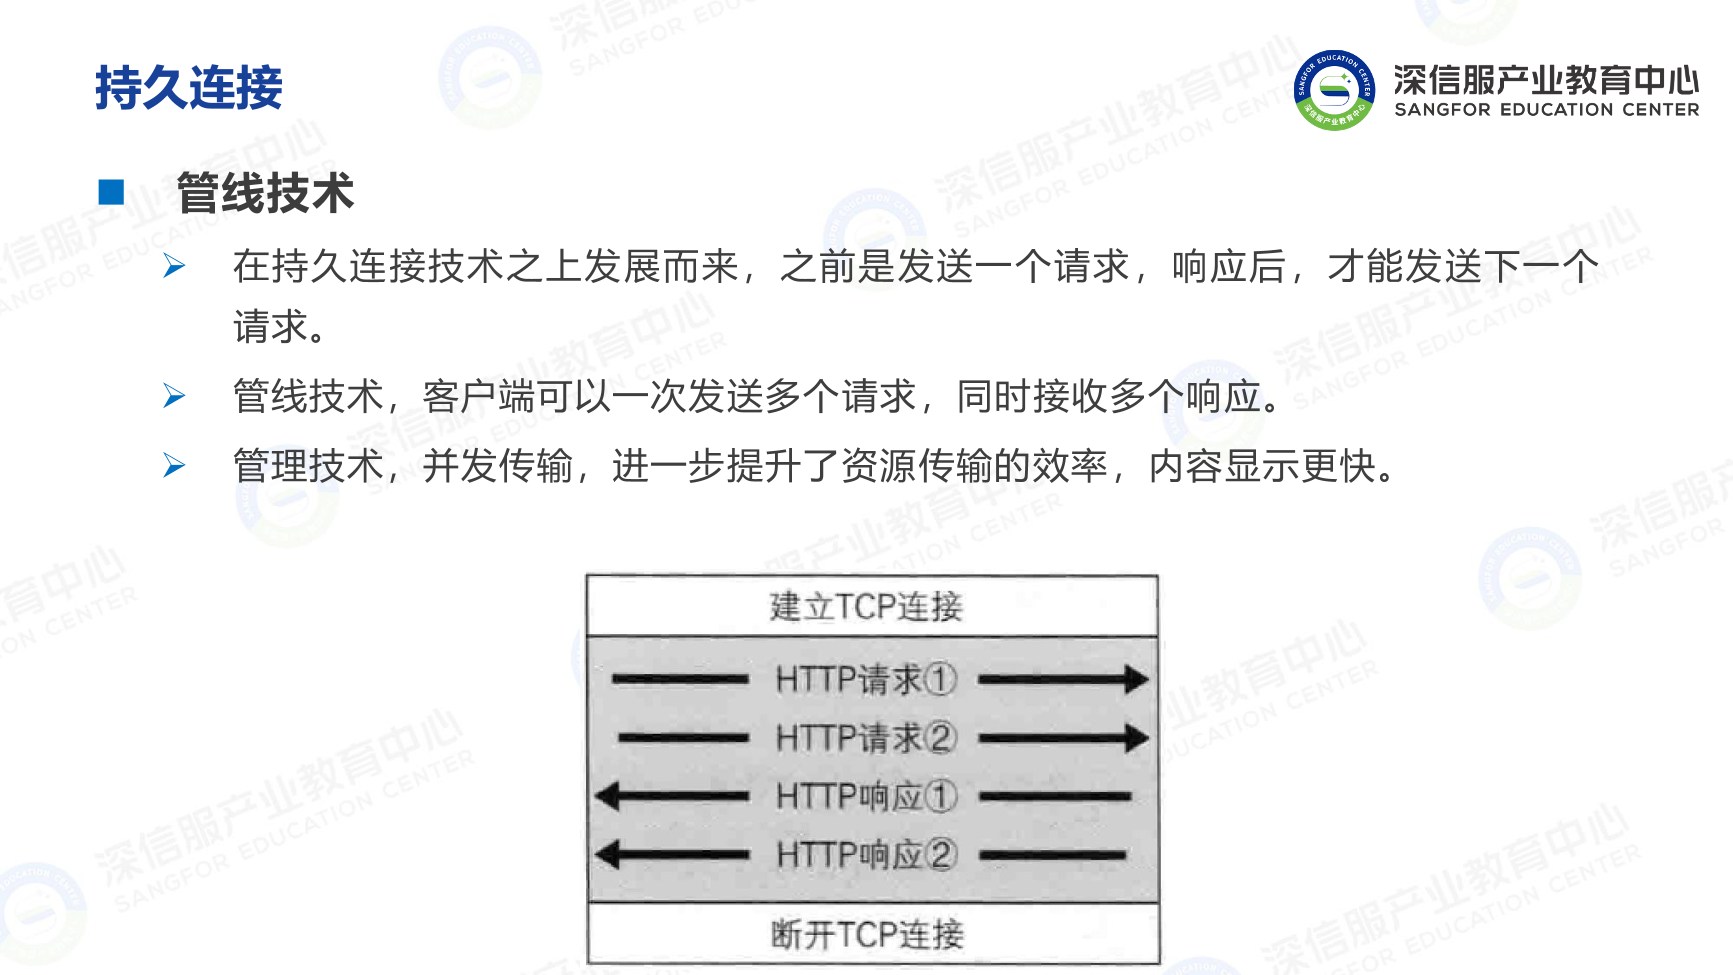 持久连接
深信服产业教育中心
SANGFOR EDUCATION CENTER
管线技术
在持久连接技术之上发展而来，之前是发送一个请求，响应后，才能发送下一个
请求。
管线技术，客户端可以一次发送多个请求，同时接收多个响应。
管理技术，并发传输，进一步提升了资源传输的效率，内容显示更快。
建立TCP连接
HTTP请求①
HTTP请求②
HTTP响应①
HTTP响应②
断开TCP连接